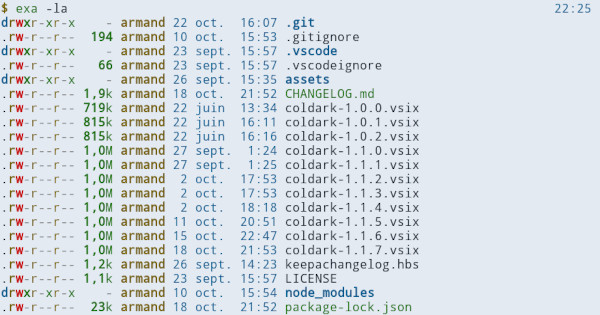 $ exa -la 22:25
drwxr-xr-x - armand 22 oct. 16:07 .git
.rw-r--r-- 194 armand 10 oct. 15:53 .gitignore
drwxr-xr-x - armand 23 sept. 15:57 .vscode
.rw-r--r-- 66 armand 23 sept. 15:57 .vscodeignore
drwxr-xr-x - armand 26 sept. 15:35 assets
.rw-r--r-- 1,9k armand 18 oct. 21:52 CHANGELOG.md
.rw-r--r-- 719k armand 22 juin 13:34 coldark-1.0.0.vsix
.rw-r--r-- 815k armand 22 juin 16:11 coldark-1.0.1.vsix
.rw-r--r-- 815k armand 22 juin 16:16 coldark-1.0.2.vsix
.rw-r--r-- 1,0M armand 27 sept. 1:24 coldark-1.1.0.vsix
.rw-r--r-- 1,0M armand 27 sept. 1:25 coldark-1.1.1.vsix
.rw-r--r-- 1,0M armand 2 oct. 17:53 coldark-1.1.2.vsix
.rw-r--r-- 1,0M armand 2 oct. 17:53 coldark-1.1.3.vsix
.rw-r--r-- 1,0M armand 2 oct. 18:18 coldark-1.1.4.vsix
.rw-r--r-- 1,0M armand 11 oct. 20:51 coldark-1.1.5.vsix
.rw-r--r-- 1,0M armand 15 oct. 22:47 coldark-1.1.6.vsix
.rw-r--r-- 1,0M armand 18 oct. 21:53 coldark-1.1.7.vsix
.rw-r--r-- 1,2k armand 26 sept. 14:23 keepachangelog.hbs
.rw-r--r-- 1,1k armand 23 sept. 15:57 LICENSE
drwxr-xr-x - armand 10 oct. 15:54 node_modules
.rw-r--r-- 23k armand 18 oct. 21:52 package-lock.json